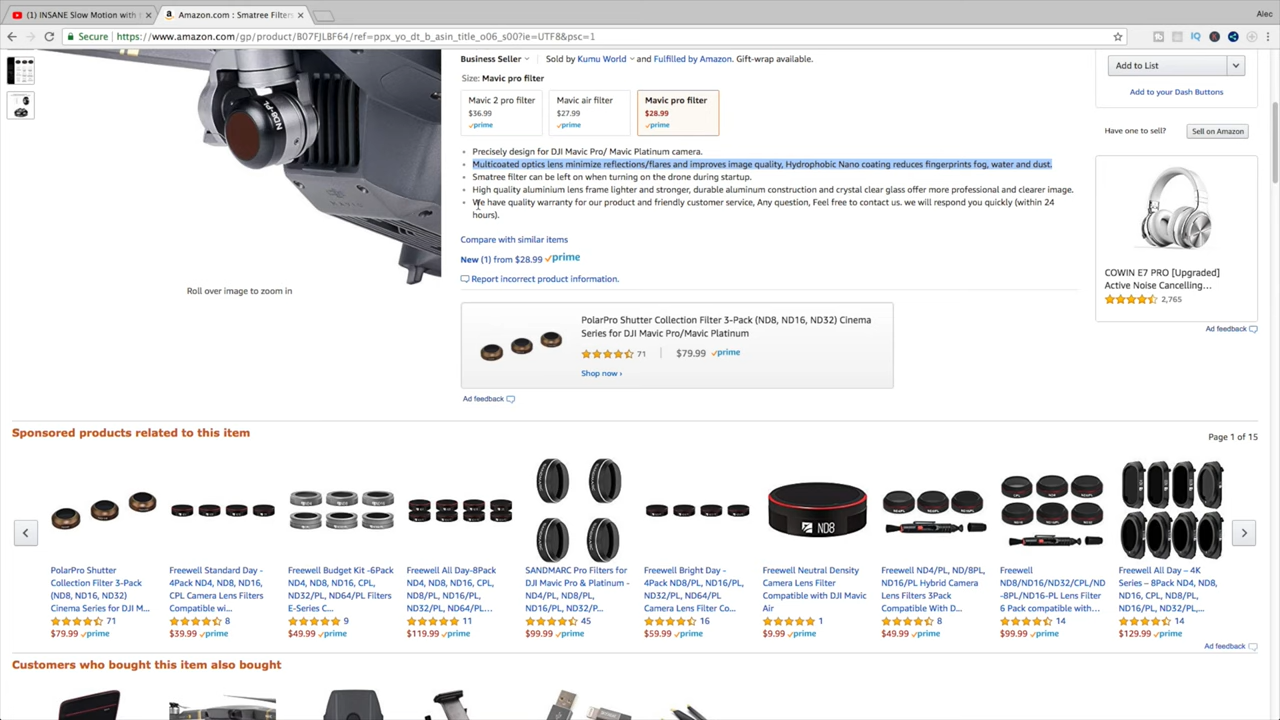 (1) INSANE Slow Motion with
Amazon.com : Smatree Filters
Alec
Secure https://www.amazon.com/gp/product/B07FJLBF64/ref=ppx_yo_dt_b_asin_title_o06_s00?ie=UTF8&psc=1
Business Seller Sold by Kumu World and Fulfilled by Amazon. Gift-wrap available.
Size: Mavic pro filter
Mavic 2 pro filter
$36.99
prime
Mavic air filter
$27.99
prime
Mavic pro filter
$28.99
prime
Precisely design for DJI Mavic Pro/ Mavic Platinum camera.
Multicoated optics lens minimize reflections/flares and improves image quality, Hydrophobic Nano coating reduces fingerprints fog, water and dust.
Smatree filter can be left on when turning on the drone during startup.
High quality aluminium lens frame lighter and stronger, durable aluminum construction and crystal clear glass offer more professional and clearer image.
We have quality warranty for our product and friendly customer service, Any question, Feel free to contact us. we will respond you quickly (within 24
hours).
Compare with similar items
New (1) from $28.99 prime
Report incorrect product information.
ND8-PL
Roll over image to zoom in
PolarPro Shutter Collection Filter 3-Pack (ND8, ND16, ND32) Cinema
Series for DJI Mavic Pro/Mavic Platinum
71 $79.99 prime
Shop now ›
Ad feedback
Add to List
Add to your Dash Buttons
Have one to sell? Sell on Amazon
COWIN E7 PRO [Upgraded]
Active Noise Cancelling...
2,765
Ad feedback
Sponsored products related to this item
Page 1 of 15
PolarPro Shutter
Collection Filter 3-Pack
(ND8, ND16, ND32)
Cinema Series for DJI M...
71
$79.99 prime
Freewell Standard Day -
4Pack ND4, ND8, ND16,
CPL Camera Lens Filters
Compatible wi...
8
$39.99 prime
Freewell Budget Kit -6Pack
ND4, ND8, ND16, CPL,
ND32/PL, ND64/PL Filters
E-Series C...
9
$49.99 prime
Freewell All Day-8Pack
ND4, ND8, ND16, CPL,
ND8/PL, ND16/PL,
ND32/PL, ND64/PL...
11
$119.99 prime
SANDMARC Pro Filters for
DJI Mavic Pro & Platinum -
ND4/PL, ND8/PL,
ND16/PL, ND32/P...
45
$99.99 prime
Freewell Bright Day -
4Pack ND8/PL, ND16/PL,
ND32/PL, ND64/PL
Camera Lens Filter Co...
16
$59.99 prime
ND8
Freewell Neutral Density
Camera Lens Filter
Compatible with DJI Mavic
Air
1
$9.99 prime
Freewell ND4/PL, ND/8PL,
ND16/PL Hybrid Camera
Lens Filters 3Pack
Compatible With D...
8
$49.99 prime
Freewell
ND8/ND16/ND32/CPL/ND
-8PL/ND16-PL Lens Filter
6 Pack compatible with...
14
$99.99 prime
Freewell All Day – 4K
Series – 8Pack ND4, ND8,
ND16, CPL, ND8/PL,
ND16/PL, ND32/PL,...
14
$129.99 prime
Ad feedback
Customers who bought this item also bought